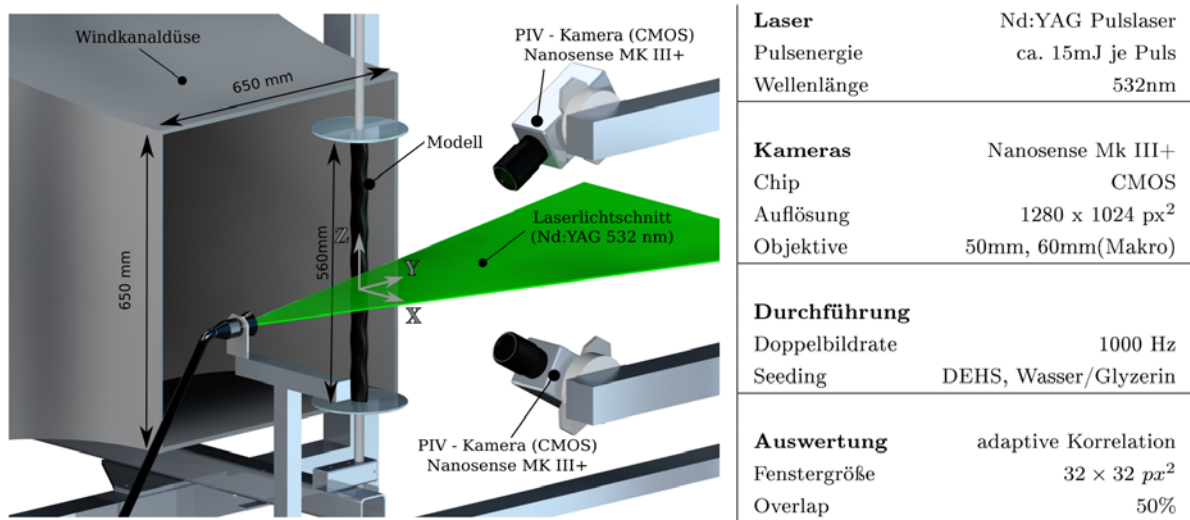 Windkanaldüse
650 mm
PIV - Kamera (CMOS)
Nanosense MK III+
Modell
650 mm
560mm
Laserlichtschnitt
(Nd:YAG 532 nm)
Z
Y
X
PIV - Kamera (CMOS)
Nanosense MK III+
Laser Nd:YAG Pulslaser
Pulsenergie ca. 15mJ je Puls
Wellenlänge 532nm
Kameras Nanosense Mk III+
Chip CMOS
Auflösung 1280 x 1024 px²
Objektive 50mm, 60mm(Makro)
Durchführung
Doppelbildrate 1000 Hz
Seeding DEHS, Wasser/Glyzerin
Auswertung adaptive Korrelation
Fenstergröße 32 × 32 px²
Overlap 50%